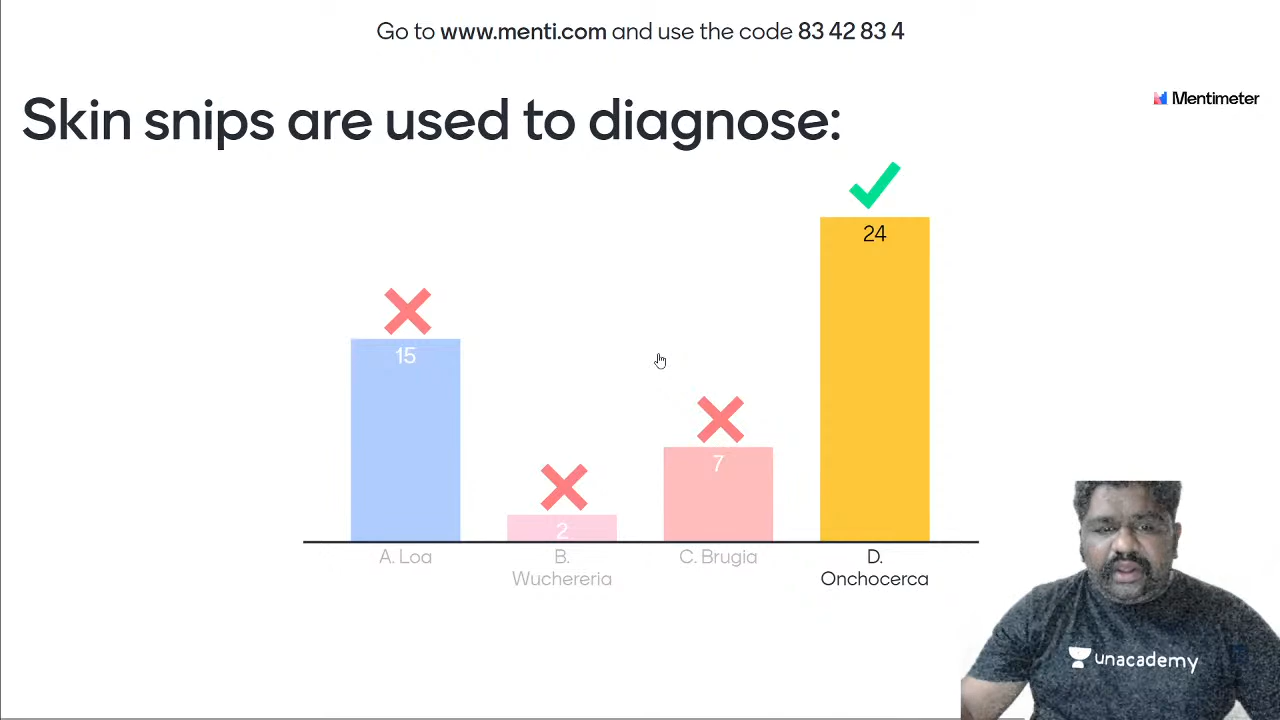 Go to www.menti.com and use the code 83 42 83 4
Mentimeter
Skin snips are used to diagnose:
24
15
7
2
A. Loa
B.
Wuchereria
C. Brugia
D.
Onchocerca
unacademy